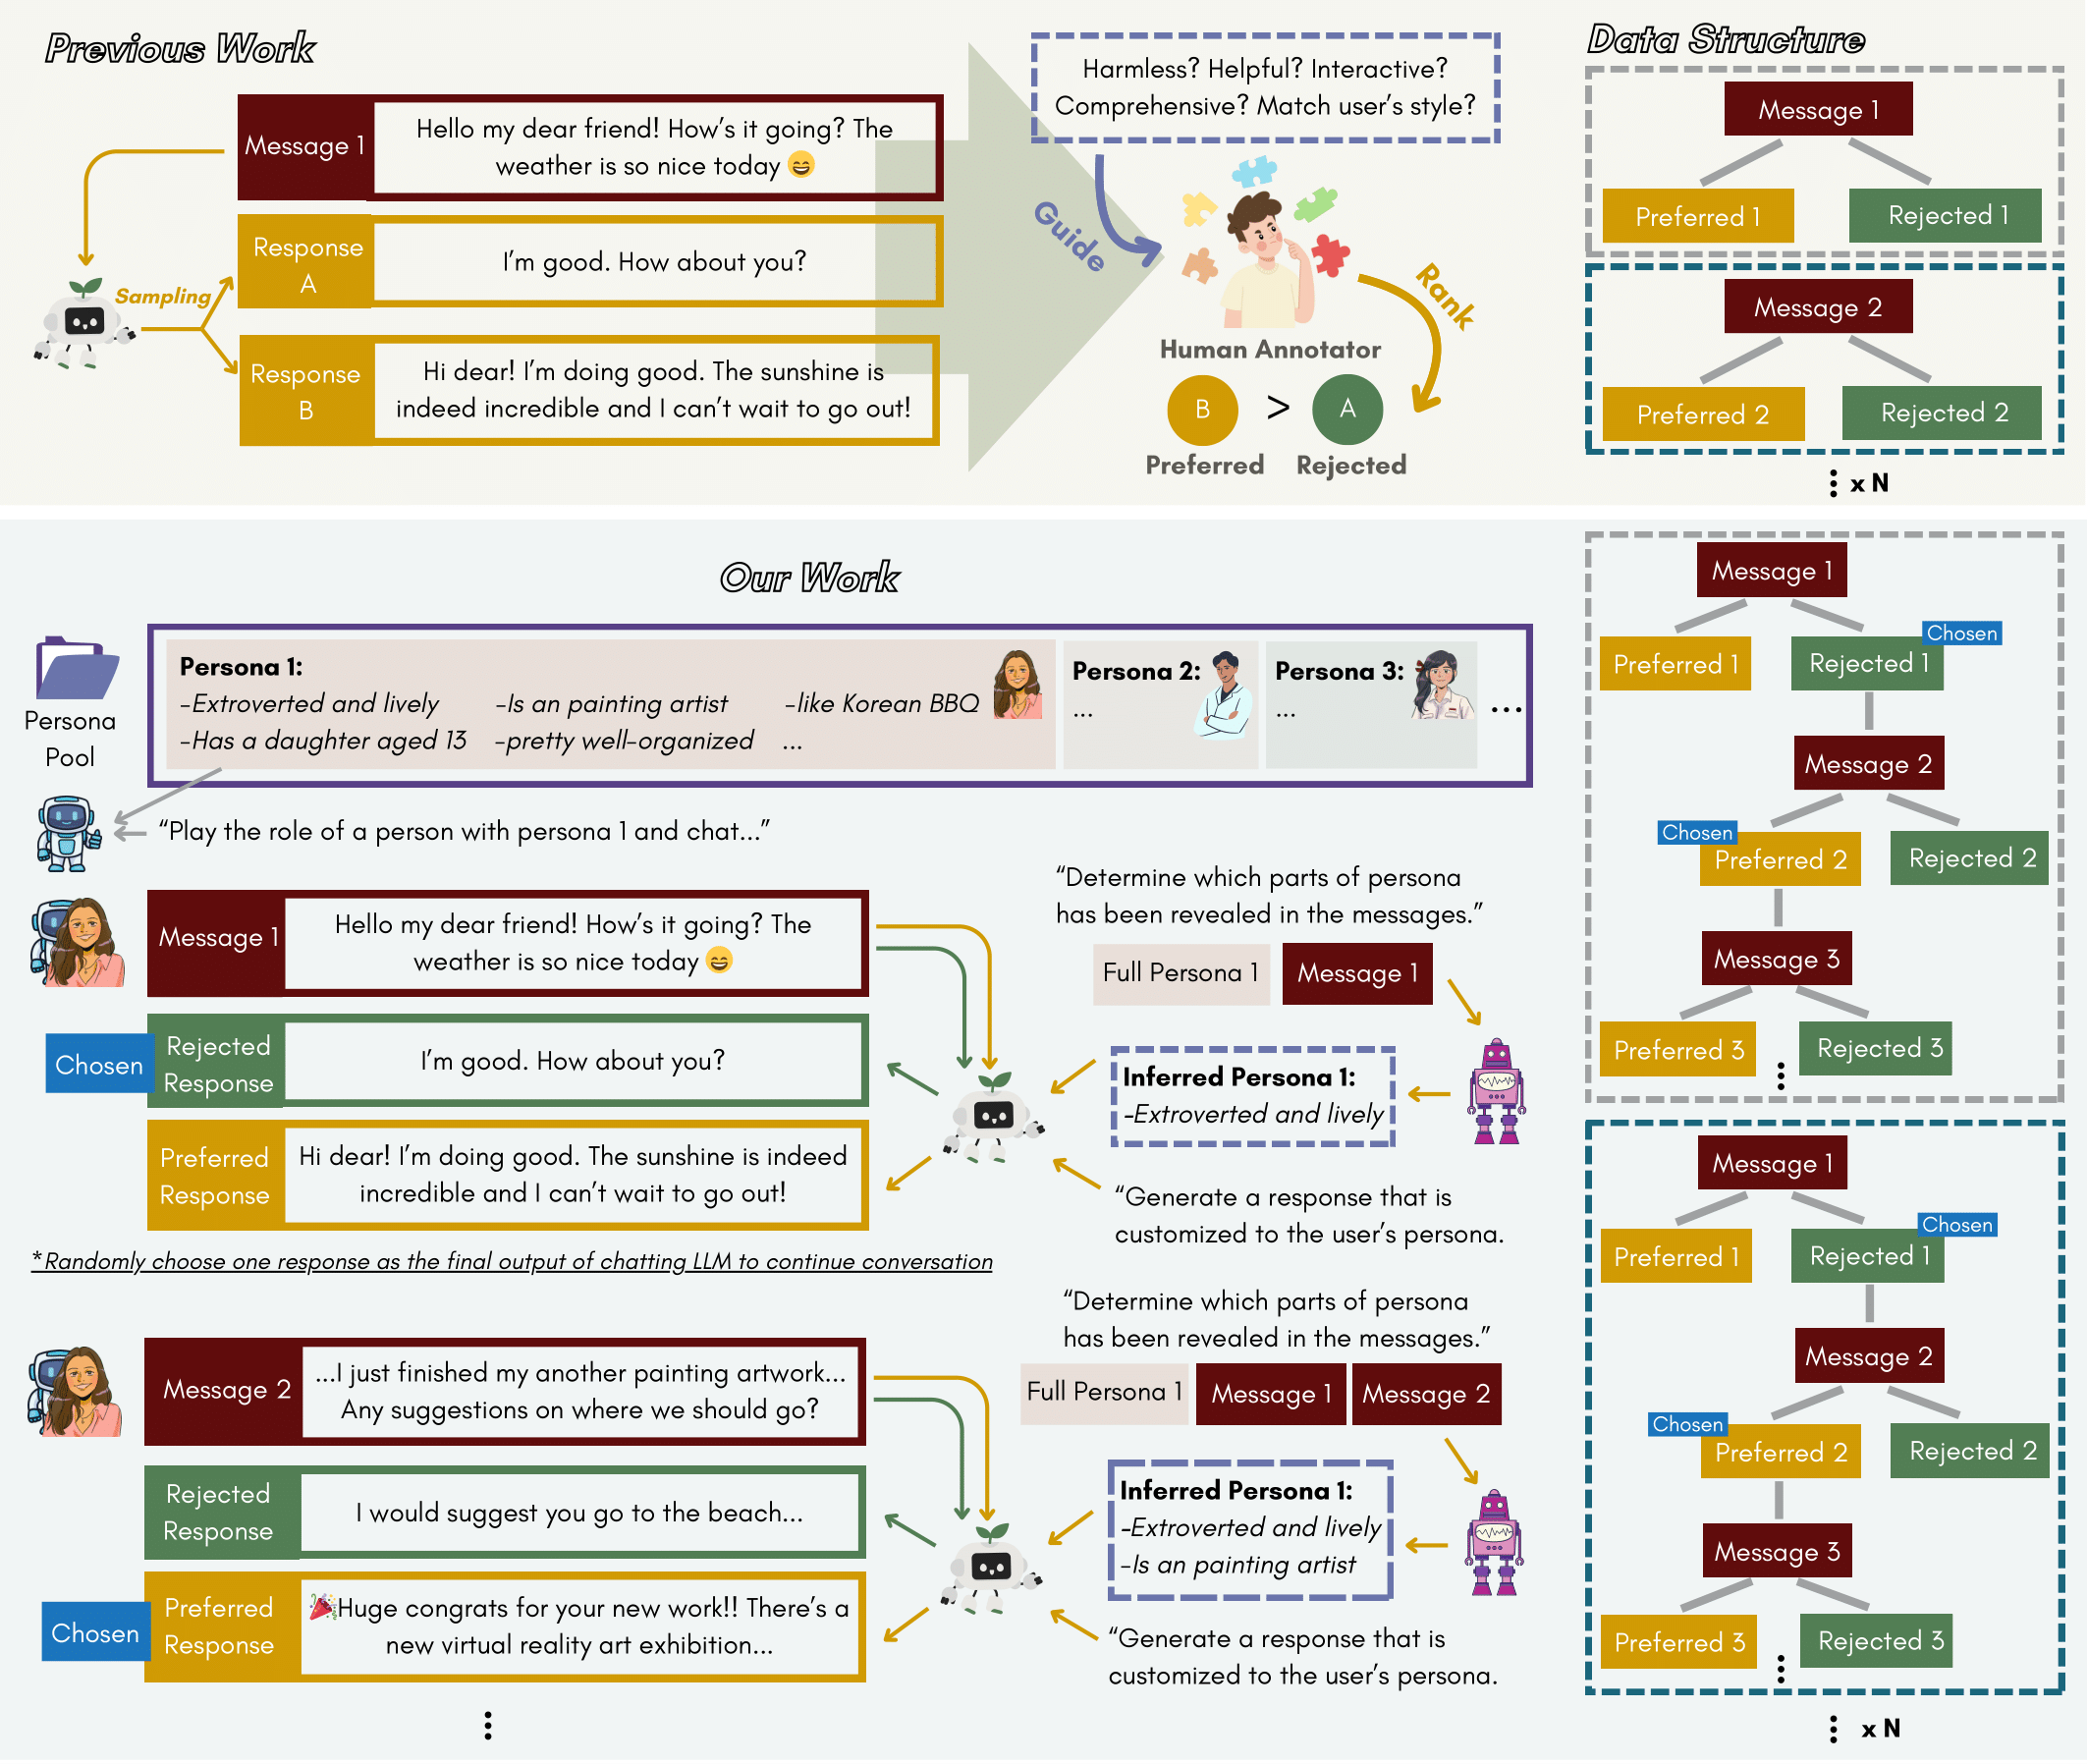 Previous Work
Message 1
Hello my dear friend! How's it going? The
weather is so nice today 😄
Response
A
I'm good. How about you?
Sampling
Response
B
Hi dear! I'm doing good. The sunshine is
indeed incredible and I can't wait to go out!
Harmless? Helpful? Interactive?
Comprehensive? Match user's style?
Guide
Rank
Human Annotator
B > A
Preferred Rejected
Data Structure
Message 1
Preferred 1 Rejected 1
Message 2
Preferred 2 Rejected 2
⋮ x N
Our Work
Persona
Pool
Persona 1:
-Extroverted and lively -Is an painting artist -like Korean BBQ
-Has a daughter aged 13 -pretty well-organized ...
Persona 2:
...
Persona 3:
...
...
“Play the role of a person with persona 1 and chat...”
Message 1
Hello my dear friend! How's it going? The
weather is so nice today 😄
Chosen
Rejected
Response
I'm good. How about you?
Preferred
Response
Hi dear! I'm doing good. The sunshine is indeed
incredible and I can't wait to go out!
“Determine which parts of persona
has been revealed in the messages.”
Full Persona 1 Message 1
Inferred Persona 1:
-Extroverted and lively
“Generate a response that is
customized to the user's persona.
*Randomly choose one response as the final output of chatting LLM to continue conversation
Message 2
...I just finished my another painting artwork...
Any suggestions on where we should go?
Rejected
Response
I would suggest you go to the beach...
Chosen
Preferred
Response
🎉Huge congrats for your new work!! There's a
new virtual reality art exhibition...
“Determine which parts of persona
has been revealed in the messages.”
Full Persona 1 Message 1 Message 2
Inferred Persona 1:
-Extroverted and lively
-Is an painting artist
“Generate a response that is
customized to the user's persona.
⋮
Message 1
Chosen
Preferred 1 Rejected 1
Message 2
Chosen
Preferred 2 Rejected 2
Message 3
Preferred 3 Rejected 3
⋮
Message 1
Chosen
Preferred 1 Rejected 1
Message 2
Chosen
Preferred 2 Rejected 2
Message 3
Preferred 3 Rejected 3
⋮
⋮ x N